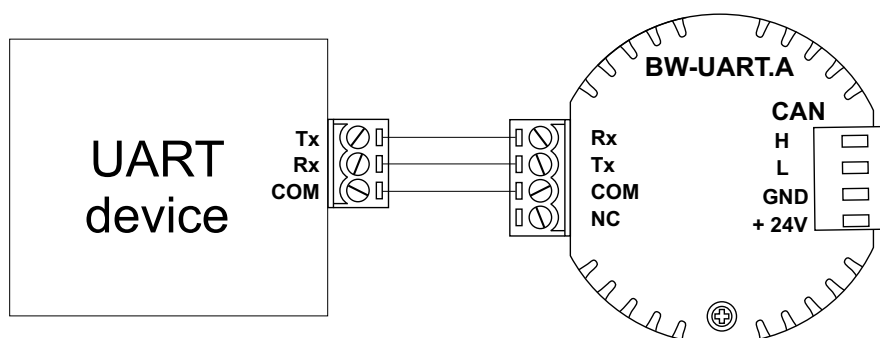 UART
device
Tx
Rx
COM
BW-UART.A
Rx
Tx
COM
NC
CAN
H
L
GND
+ 24V